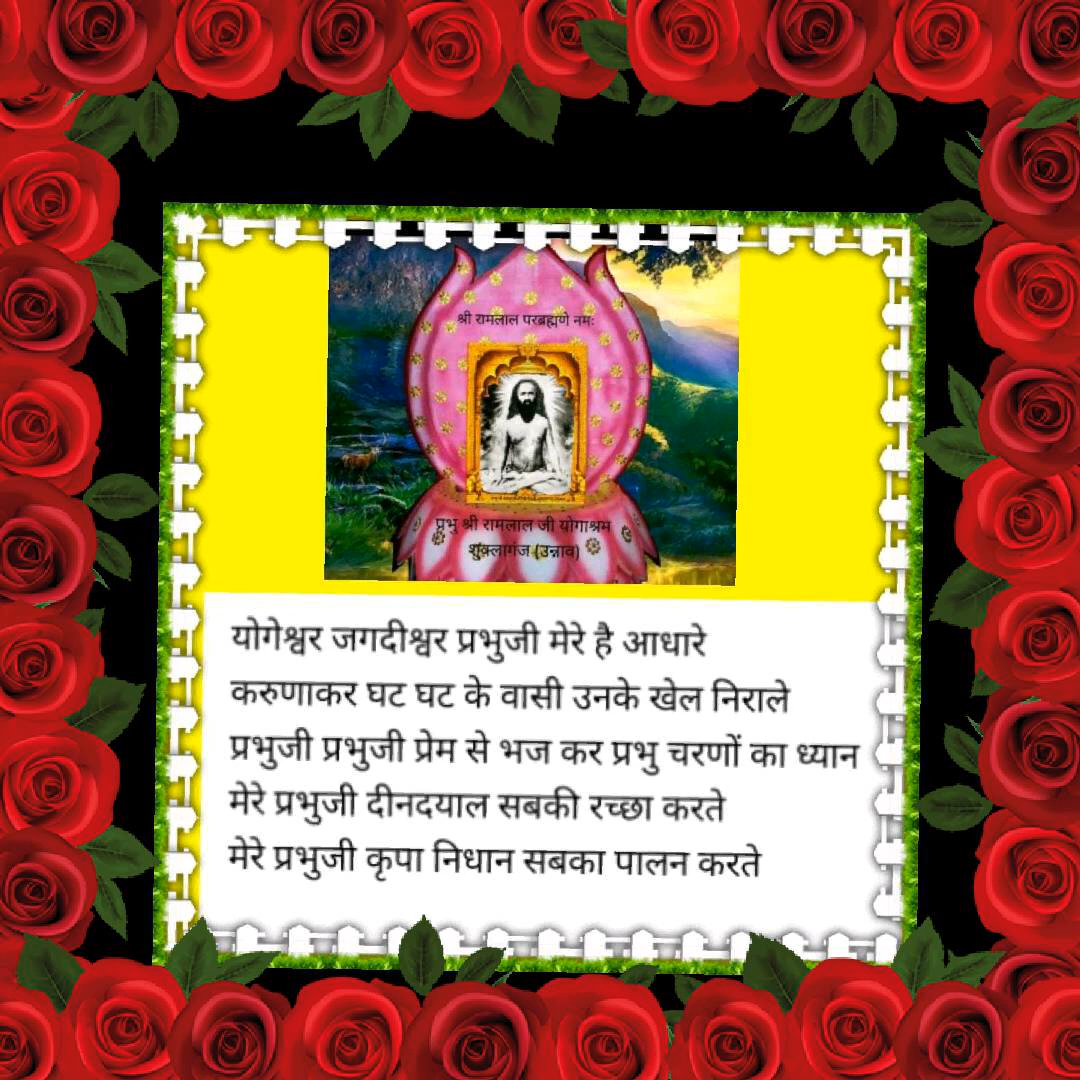 श्री रामलाल परब्रह्मणे नमः
प्रभु श्री रामलाल जी योगाश्रम
शुक्लागंज (उन्नाव)
योगेश्वर जगदीश्वर प्रभुजी मेरे है आधारे
करुणाकर घट घट के वासी उनके खेल निराले
प्रभुजी प्रभुजी प्रेम से भज कर प्रभु चरणों का ध्यान
मेरे प्रभुजी दीनदयाल सबकी रच्छा करते
मेरे प्रभुजी कृपा निधान सबका पालन करते